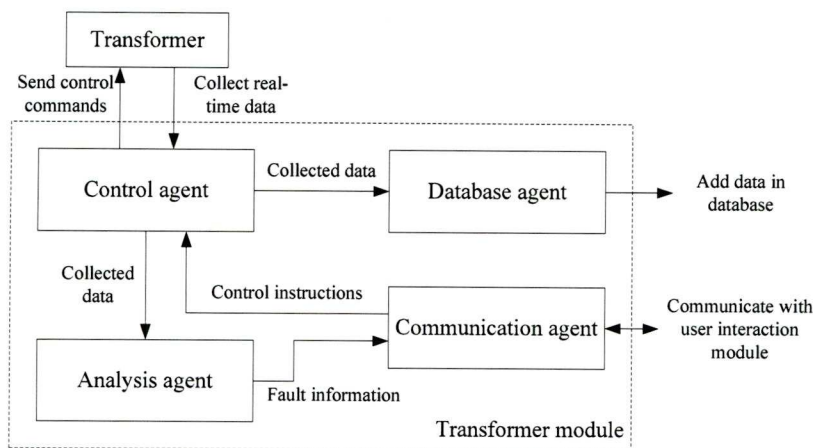 Transformer
Send control
commands
Collect real-
time data
Control agent
Collected data
Database agent
Add data in
database
Collected
data
Control instructions
Communication agent
Communicate with
user interaction
module
Analysis agent
Fault information
Transformer module